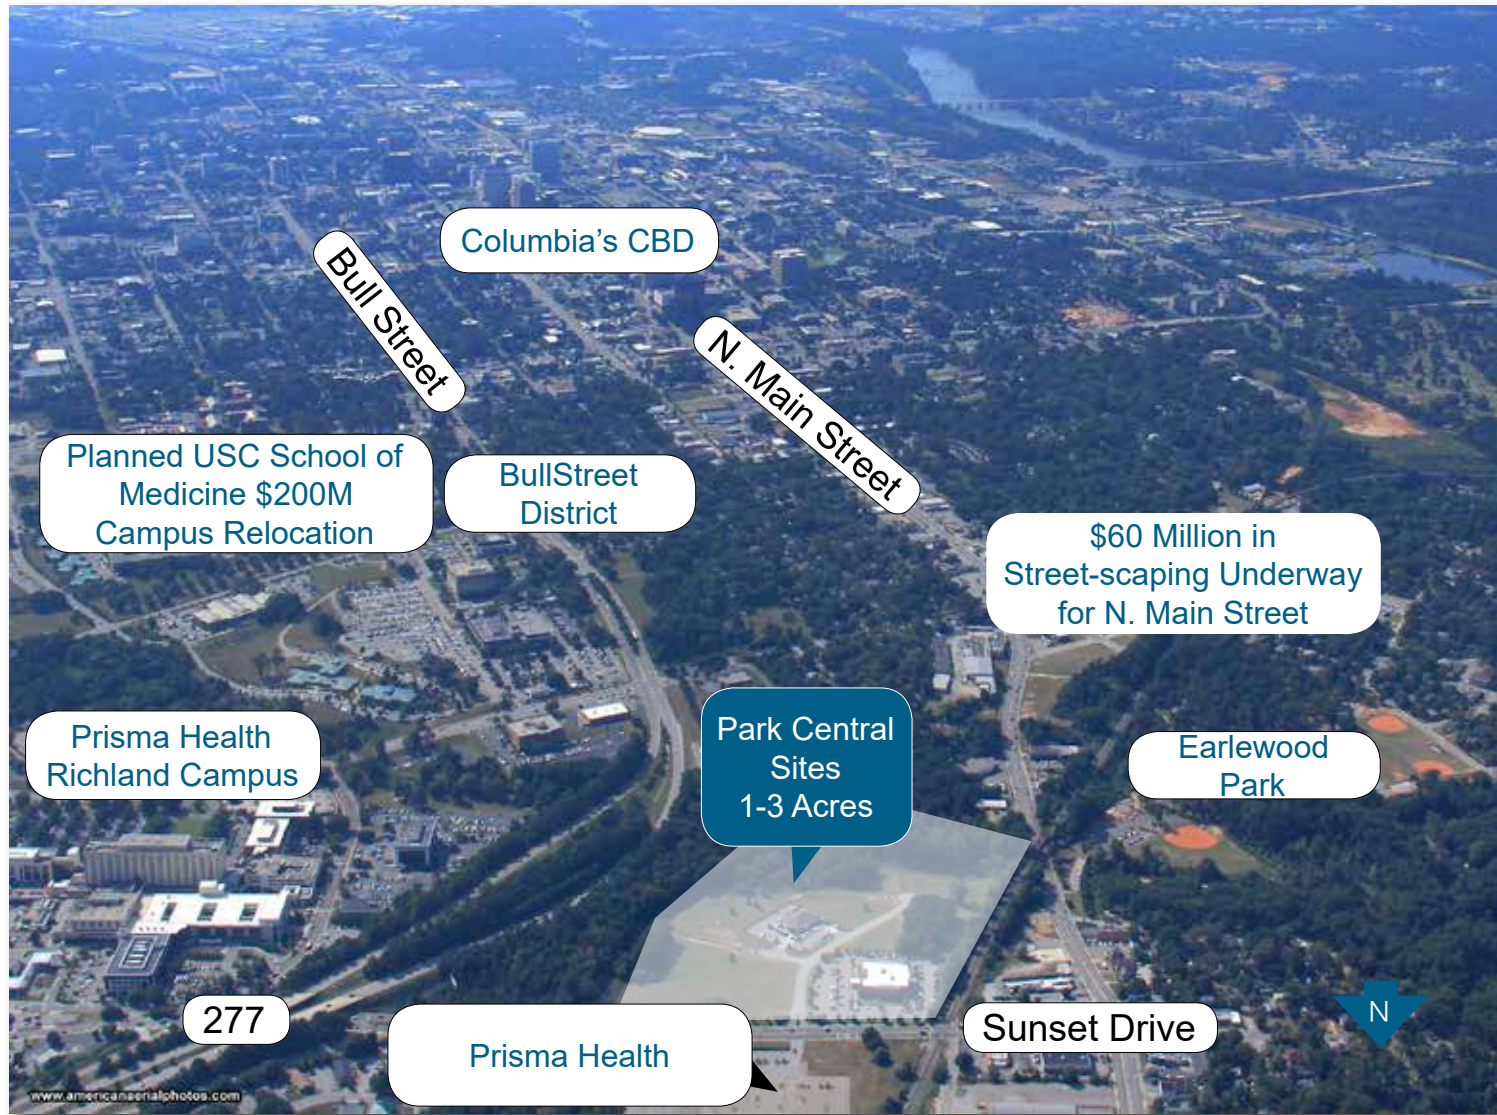 Columbia’s CBD
Bull Street
N. Main Street
Planned USC School of
Medicine $200M
Campus Relocation
BullStreet
District
$60 Million in
Street-scaping Underway
for N. Main Street
Prisma Health
Richland Campus
Park Central
Sites
1-3 Acres
Earlewood
Park
277
Prisma Health
Sunset Drive
N
www.americanaerialphotos.com